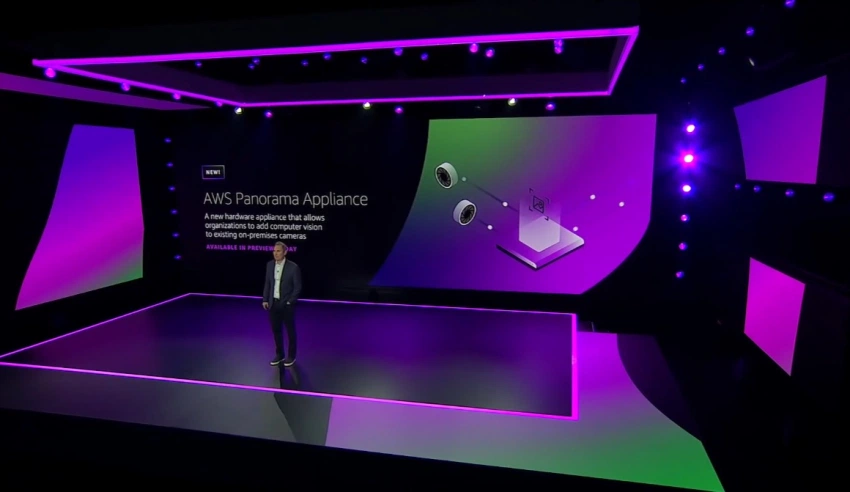 NEW!
AWS Panorama Appliance
A new hardware appliance that allows
organizations to add computer vision
to existing on-premises cameras
AVAILABLE IN PREVIEW